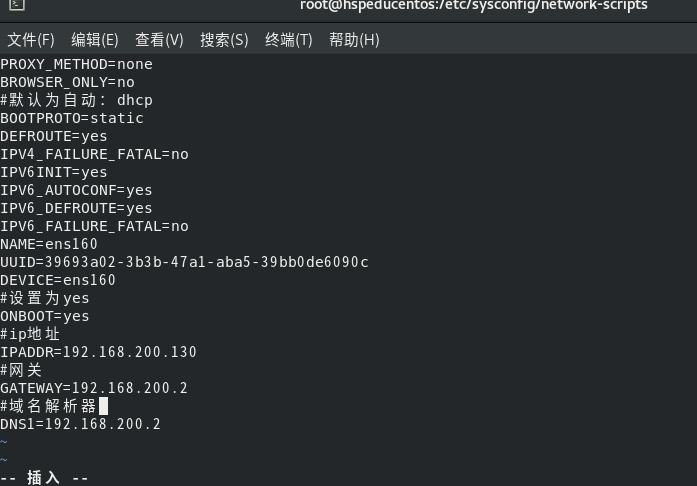 root@hspeducentos:/etc/sysconfig/network-scripts
文件(F) 编辑(E) 查看(V) 搜索(S) 终端(T) 帮助(H)
PROXY_METHOD=none
BROWSER_ONLY=no
#默认为自动：dhcp
BOOTPROTO=static
DEFROUTE=yes
IPV4_FAILURE_FATAL=no
IPV6INIT=yes
IPV6_AUTOCONF=yes
IPV6_DEFROUTE=yes
IPV6_FAILURE_FATAL=no
NAME=ens160
UUID=39693a02-3b3b-47a1-aba5-39bb0de6090c
DEVICE=ens160
#设置为yes
ONBOOT=yes
#ip地址
IPADDR=192.168.200.130
#网关
GATEWAY=192.168.200.2
#域名解析器
DNS1=192.168.200.2
~
~
-- 插入 --